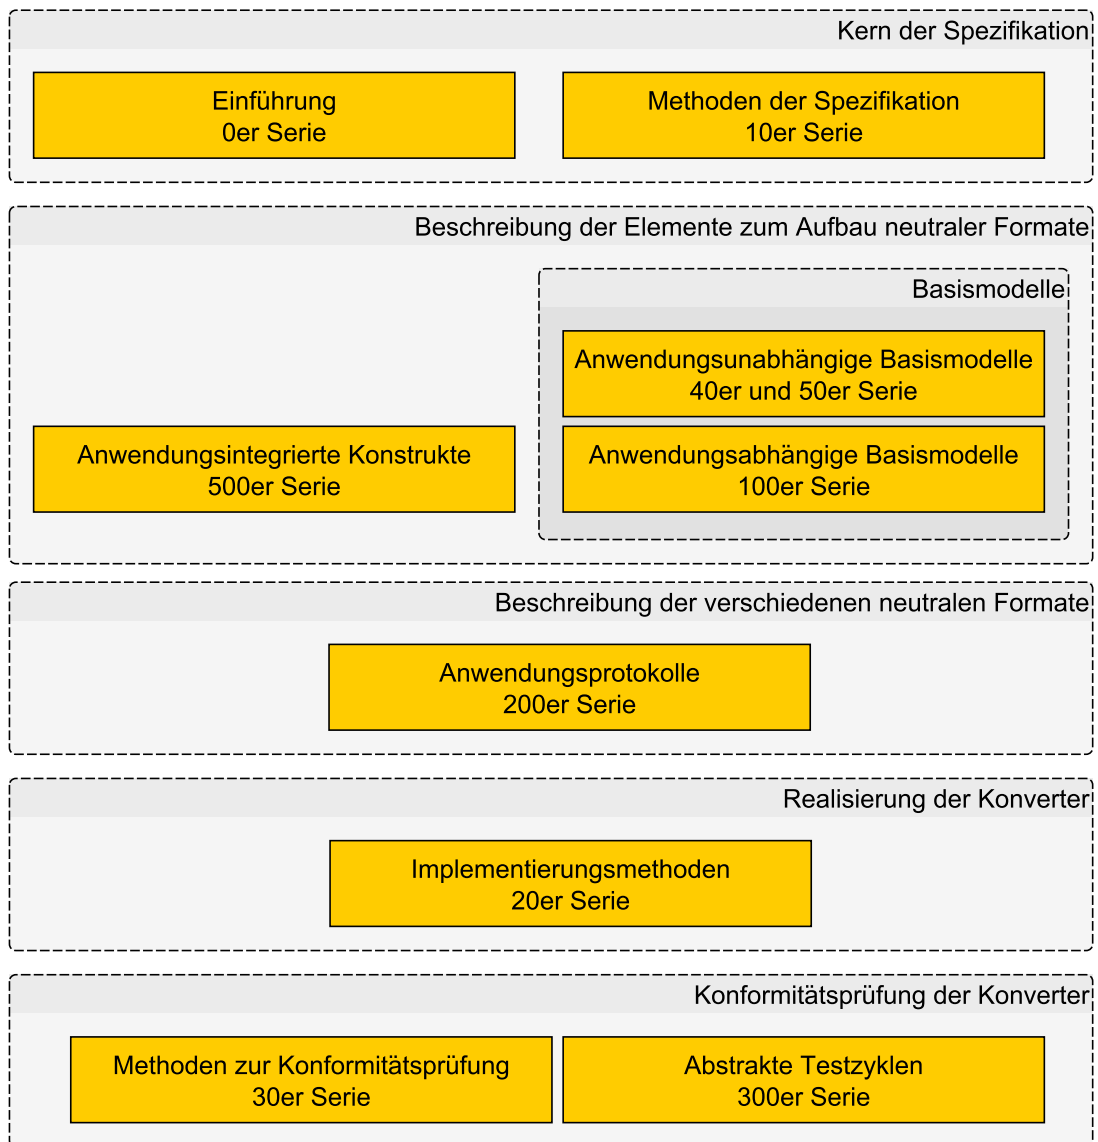 Kern der Spezifikation
Einführung
0er Serie
Methoden der Spezifikation
10er Serie
Beschreibung der Elemente zum Aufbau neutraler Formate
Basismodelle
Anwendungsunabhängige Basismodelle
40er und 50er Serie
Anwendungsintegrierte Konstrukte
500er Serie
Anwendungsabhängige Basismodelle
100er Serie
Beschreibung der verschiedenen neutralen Formate
Anwendungsprotokolle
200er Serie
Realisierung der Konverter
Implementierungsmethoden
20er Serie
Konformitätsprüfung der Konverter
Methoden zur Konformitätsprüfung
30er Serie
Abstrakte Testzyklen
300er Serie